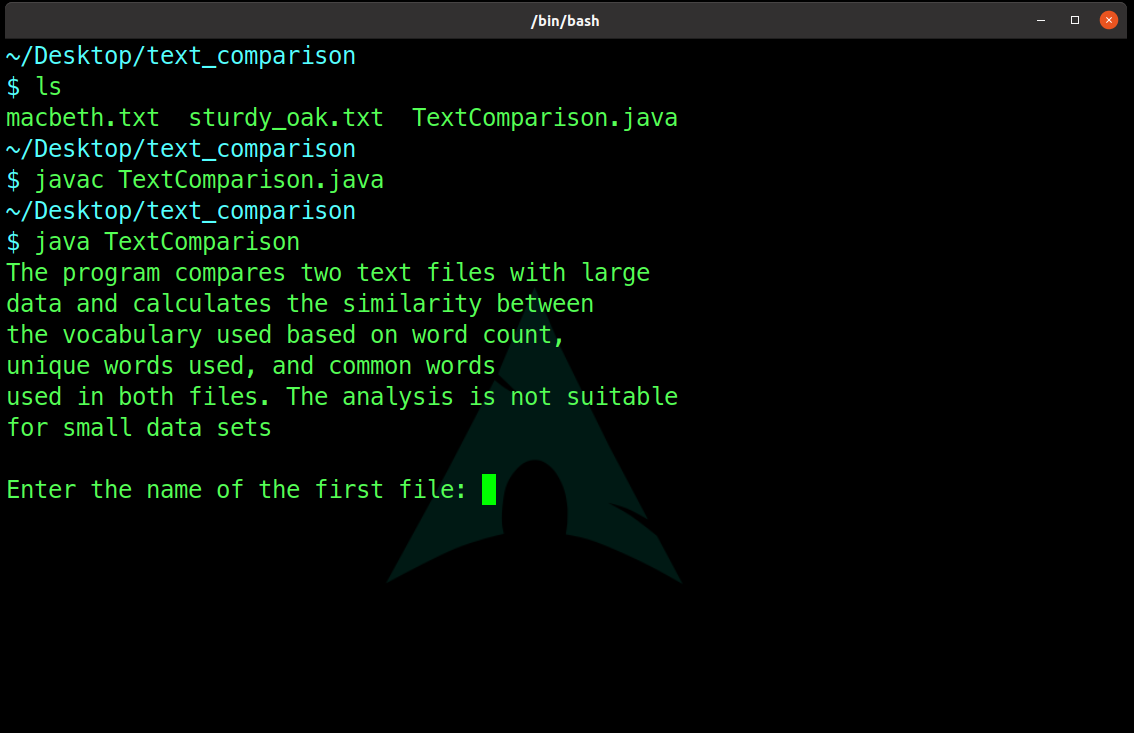 /bin/bash
~/Desktop/text_comparison
$ ls
macbeth.txt  sturdy_oak.txt  TextComparison.java
~/Desktop/text_comparison
$ javac TextComparison.java
~/Desktop/text_comparison
$ java TextComparison
The program compares two text files with large
data and calculates the similarity between
the vocabulary used based on word count,
unique words used, and common words
used in both files. The analysis is not suitable
for small data sets
Enter the name of the first file: